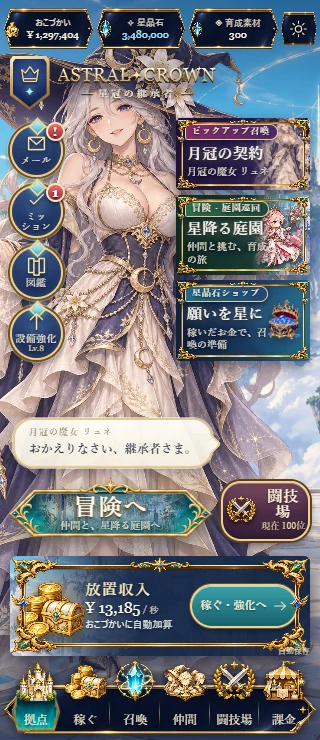 おこづかい
¥1,297,404
✧ 星晶石
3,480,000
◈ 育成素材
300
ASTRAL✦CROWN
星冠の継承者
!
メール
1
ミッ
ション
図鑑
設備強化
Lv.8
ピックアップ召喚
月冠の契約
月冠の魔女 リュネ
冒険・庭園巡回
星降る庭園
仲間と挑む、育成
の旅
星晶石ショップ
願いを星に
稼いだお金で、召
喚の準備
月冠の魔女 リュネ
おかえりなさい、継承者さま。
冒険へ
仲間と、星降る庭園へ
闘技
場
現在 100位
放置収入
¥13,185/秒
おこづかいに自動加算
稼ぐ・強化へ →
自動保存
拠点
稼ぐ
召喚
仲間
闘技場
課金